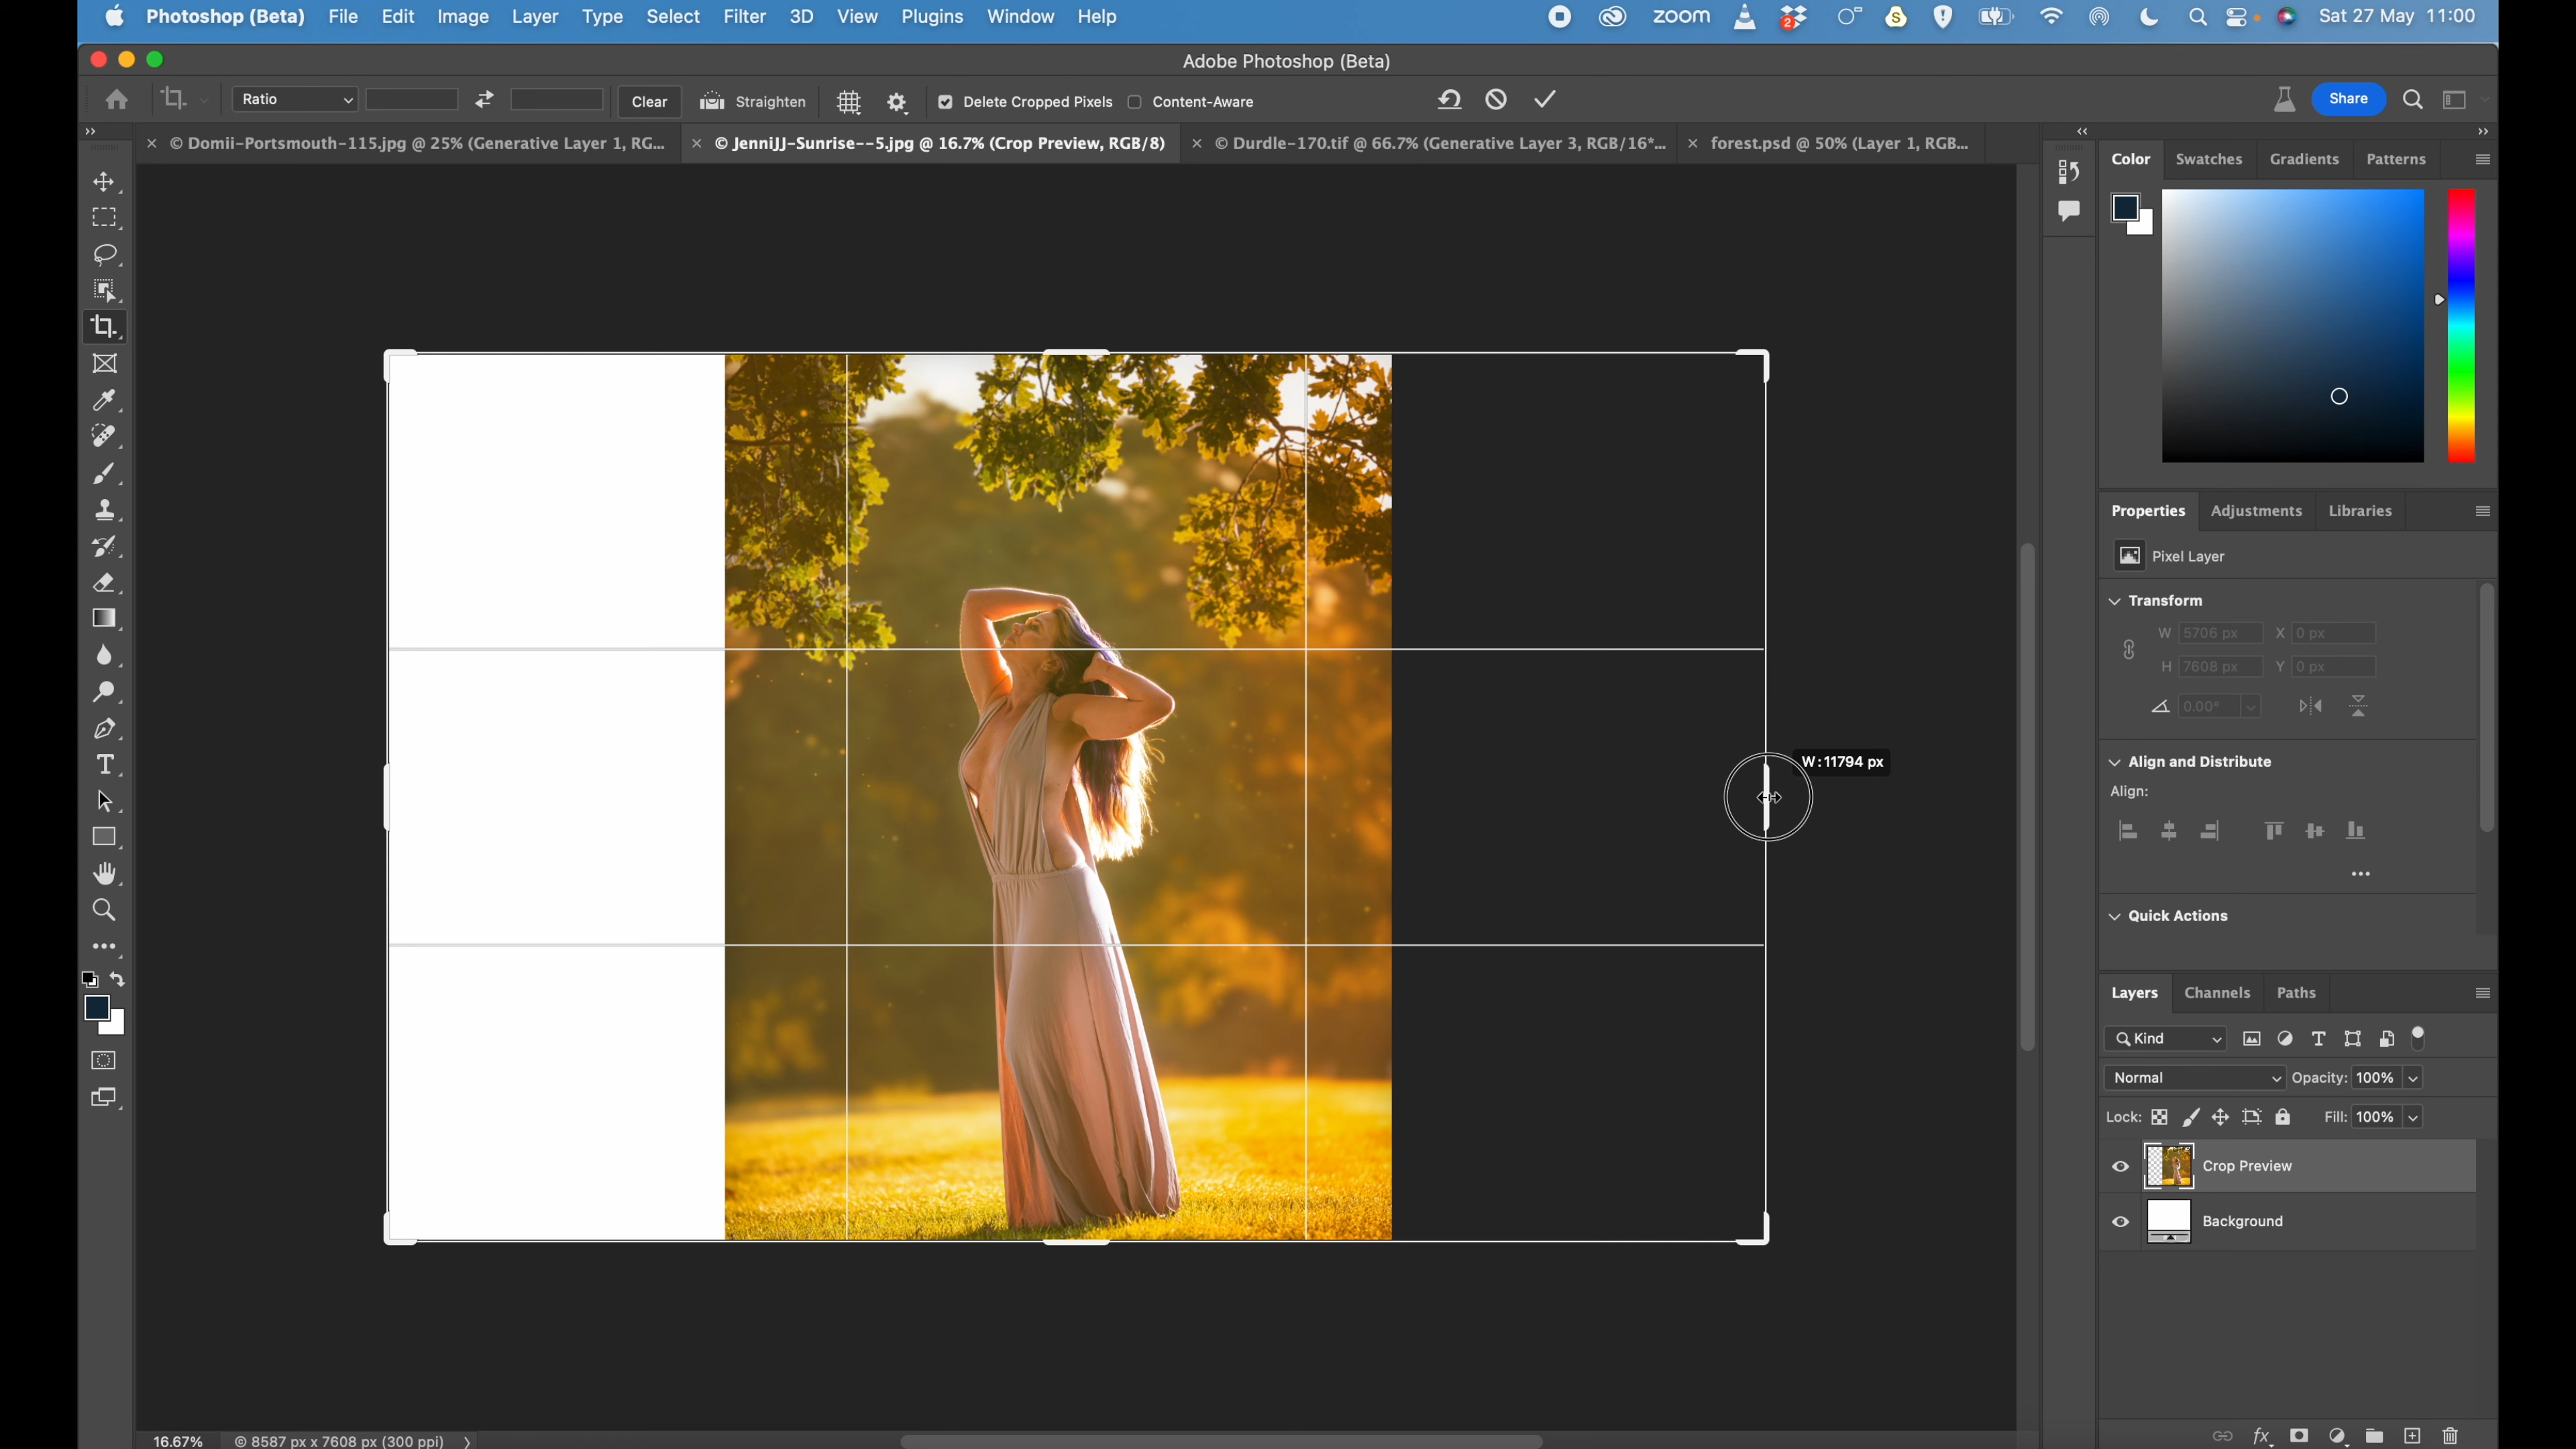 Photoshop (Beta) File Edit Image Layer Type Select Filter 3D View Plugins Window Help zoom 2 S Sat 27 May 11:00
Adobe Photoshop (Beta)
Ratio Clear Straighten Delete Cropped Pixels Content-Aware Share
© Domii-Portsmouth-115.jpg @ 25% (Generative Layer 1, RG... © JenniJJ-Sunrise--5.jpg @ 16.7% (Crop Preview, RGB/8) © Durdle-170.tif @ 66.7% (Generative Layer 3, RGB/16*... forest.psd @ 50% (Layer 1, RGB...
Color Swatches Gradients Patterns
Properties Adjustments Libraries
Pixel Layer
Transform
W 5706 px X 0 px
H 7608 px Y 0 px
0.00°
W: 11794 px
Align and Distribute
Align:
Quick Actions
Layers Channels Paths
Kind
Normal Opacity: 100%
Lock: Fill: 100%
Crop Preview
Background
16.67% © 8587 px x 7608 px (300 ppi)
fx